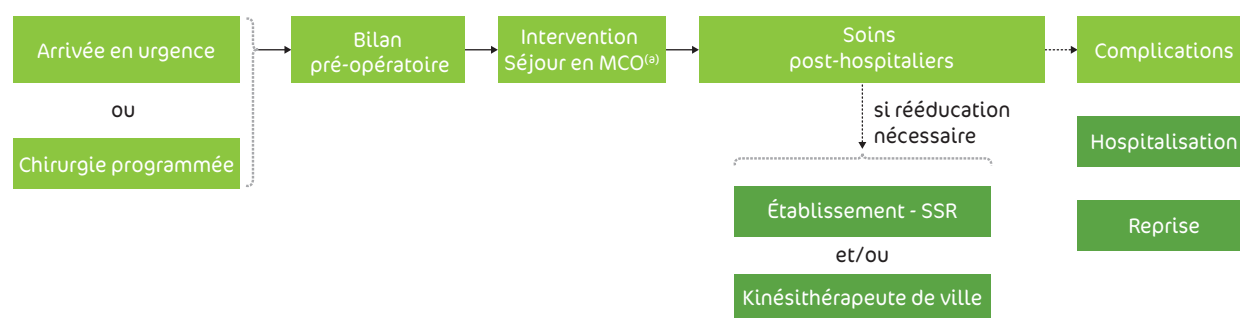 Arrivée en urgence
ou
Chirurgie programmée
Bilan
pré-opératoire
Intervention
Séjour en MCO(a)
Soins
post-hospitaliers
si rééducation
nécessaire
Établissement - SSR
et/ou
Kinésithérapeute de ville
Complications
Hospitalisation
Reprise